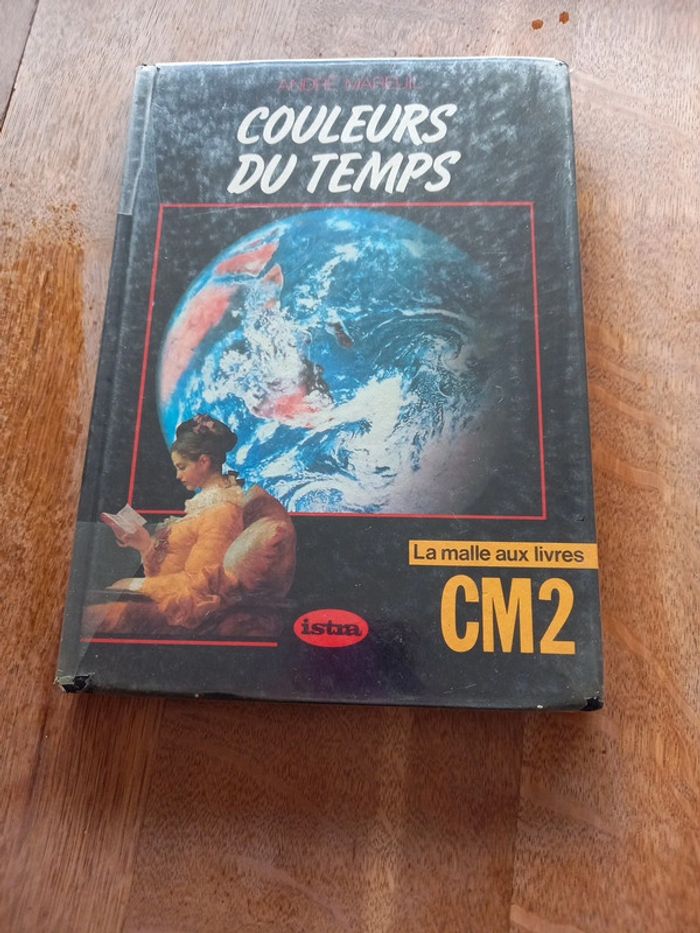 ANDRÉ MAREUIL
COULEURS
DU TEMPS
La malle aux livres
CM2
istra